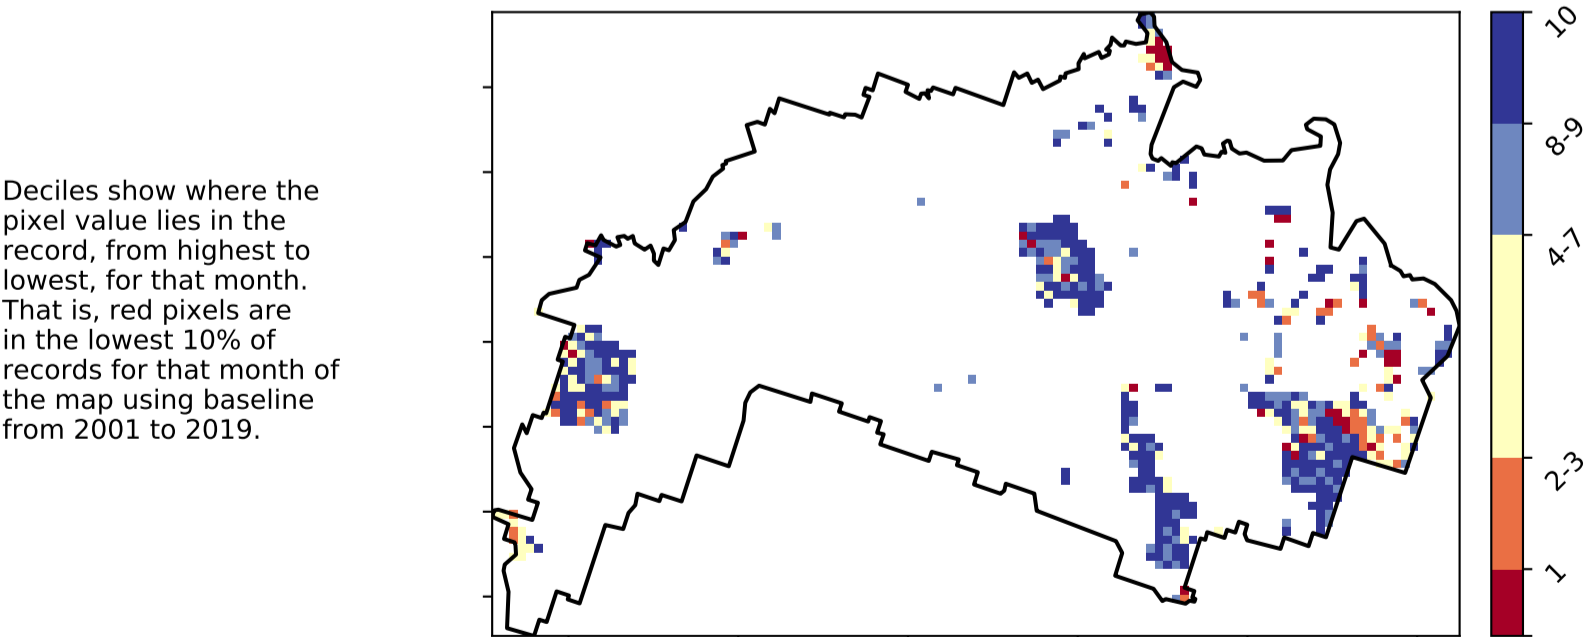 Deciles show where the
pixel value lies in the
record, from highest to
lowest, for that month.
That is, red pixels are
in the lowest 10% of
records for that month of
the map using baseline
from 2001 to 2019.
10
8-9
4-7
2-3
1